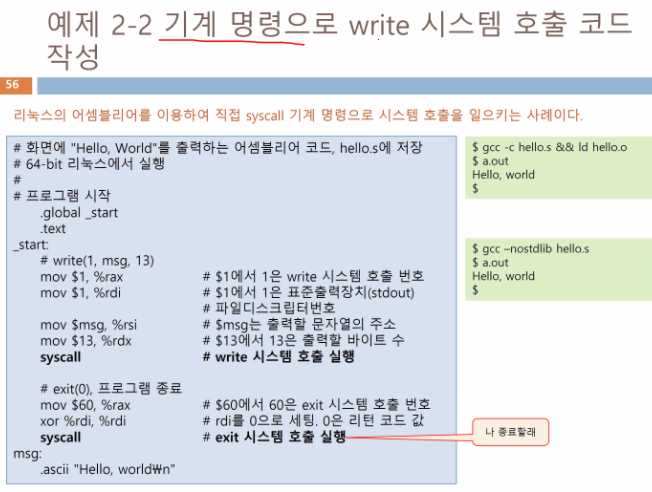 예제 2-2 기계 명령으로 write 시스템 호출 코드
작성
56
리눅스의 어셈블리어를 이용하여 직접 syscall 기계 명령으로 시스템 호출을 일으키는 사례이다.
# 화면에 "Hello, World"를 출력하는 어셈블리어 코드, hello.s에 저장
# 64-bit 리눅스에서 실행
#
# 프로그램 시작
.global _start
.text
_start:
# write(1, msg, 13)
mov $1, %rax # $1에서 1은 write 시스템 호출 번호
mov $1, %rdi # $1에서 1은 표준출력장치(stdout)
# 파일디스크립터번호
mov $msg, %rsi # $msg는 출력할 문자열의 주소
mov $13, %rdx # $13에서 13은 출력할 바이트 수
syscall # write 시스템 호출 실행
# exit(0), 프로그램 종료
mov $60, %rax # $60에서 60은 exit 시스템 호출 번호
xor %rdi, %rdi # rdi를 0으로 세팅. 0은 리턴 코드 값
syscall # exit 시스템 호출 실행
msg:
.ascii "Hello, world₩n"
$ gcc -c hello.s && ld hello.o
$ a.out
Hello, world
$
$ gcc –nostdlib hello.s
$ a.out
Hello, world
$
나 종료할래